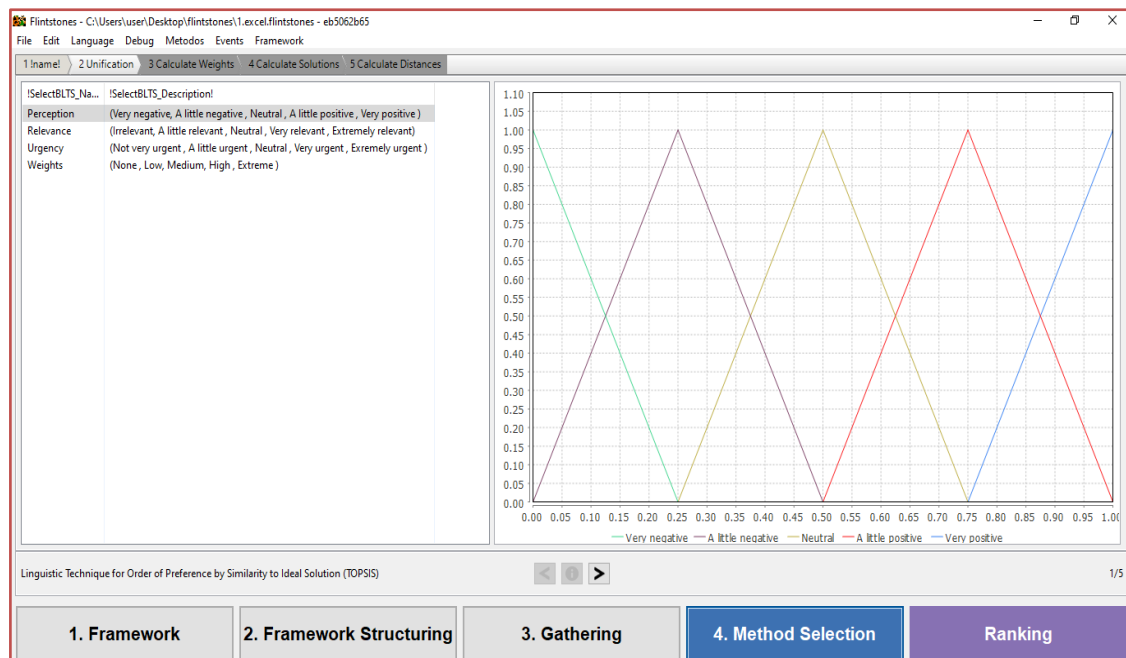 Flintstones - C:\Users\user\Desktop\flintstones\1.excel.flintstones - eb5062b65
File Edit Language Debug Metodos Events Framework
1 !name! 2 Unification 3 Calculate Weights 4 Calculate Solutions 5 Calculate Distances
!SelectBLTS_Na... !SelectBLTS_Description!
Perception (Very negative, A little negative , Neutral , A little positive , Very positive )
Relevance (Irrelevant, A little relevant , Neutral , Very relevant , Extremely relevant)
Urgency (Not very urgent , A little urgent , Neutral , Very urgent , Exremely urgent )
Weights (None , Low, Medium, High , Extreme )
1.10
1.05
1.00
0.95
0.90
0.85
0.80
0.75
0.70
0.65
0.60
0.55
0.50
0.45
0.40
0.35
0.30
0.25
0.20
0.15
0.10
0.05
0.00
0.00 0.05 0.10 0.15 0.20 0.25 0.30 0.35 0.40 0.45 0.50 0.55 0.60 0.65 0.70 0.75 0.80 0.85 0.90 0.95 1.00
Very negative A little negative Neutral A little positive Very positive
Linguistic Technique for Order of Preference by Similarity to Ideal Solution (TOPSIS) 1/5
1. Framework 2. Framework Structuring 3. Gathering 4. Method Selection Ranking